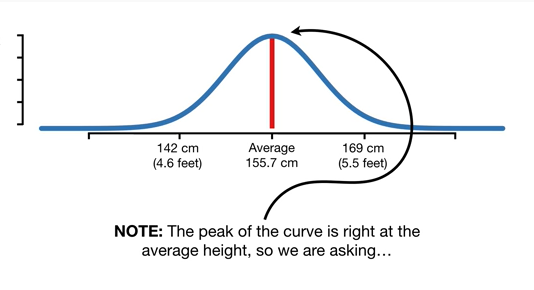 142 cm
(4.6 feet)
Average
155.7 cm
169 cm
(5.5 feet)
NOTE: The peak of the curve is right at the
average height, so we are asking…